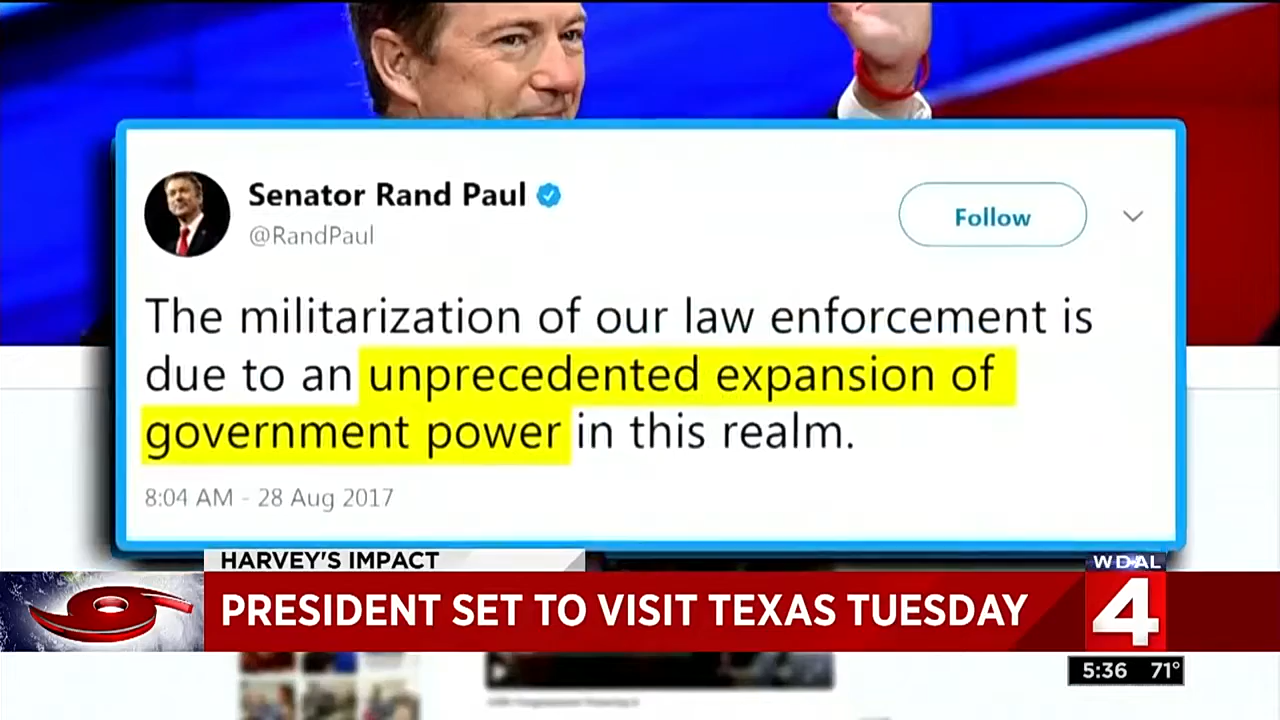 Senator Rand Paul
@RandPaul
Follow
The militarization of our law enforcement is
due to an unprecedented expansion of
government power in this realm.
8:04 AM - 28 Aug 2017
HARVEY'S IMPACT
PRESIDENT SET TO VISIT TEXAS TUESDAY
WDAL
4
5:36 71°